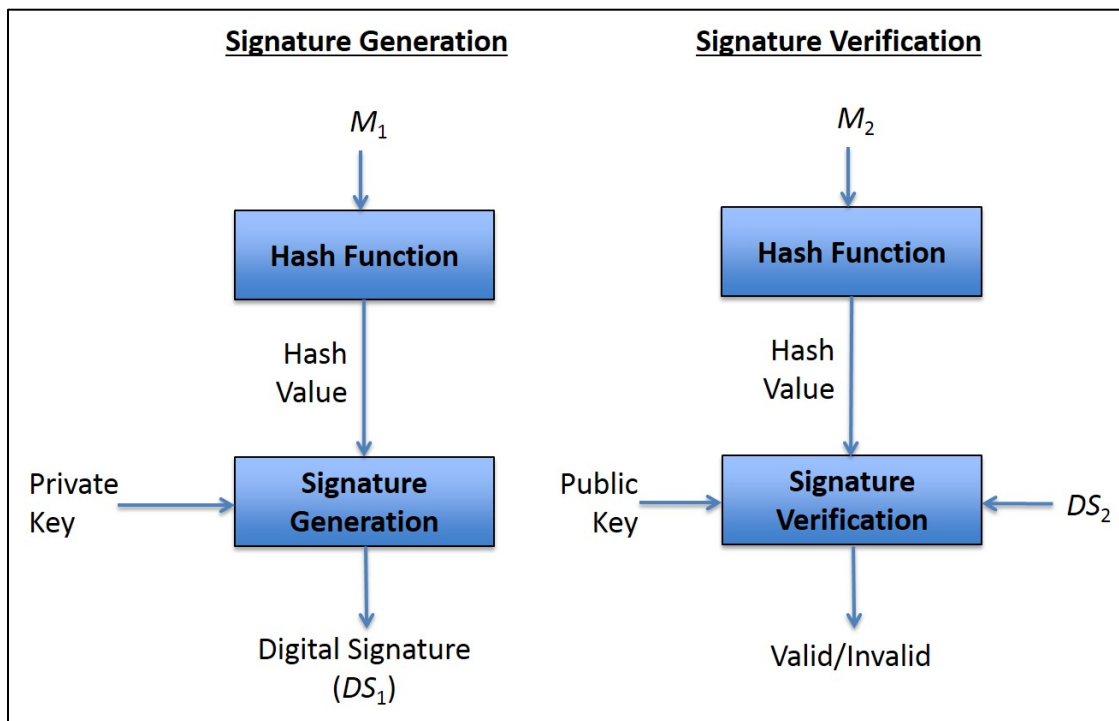 Signature Generation
M₁
Hash Function
Hash
Value
Private
Key
Signature
Generation
Digital Signature
(DS₁)
Signature Verification
M₂
Hash Function
Hash
Value
Public
Key
Signature
Verification
DS₂
Valid/Invalid